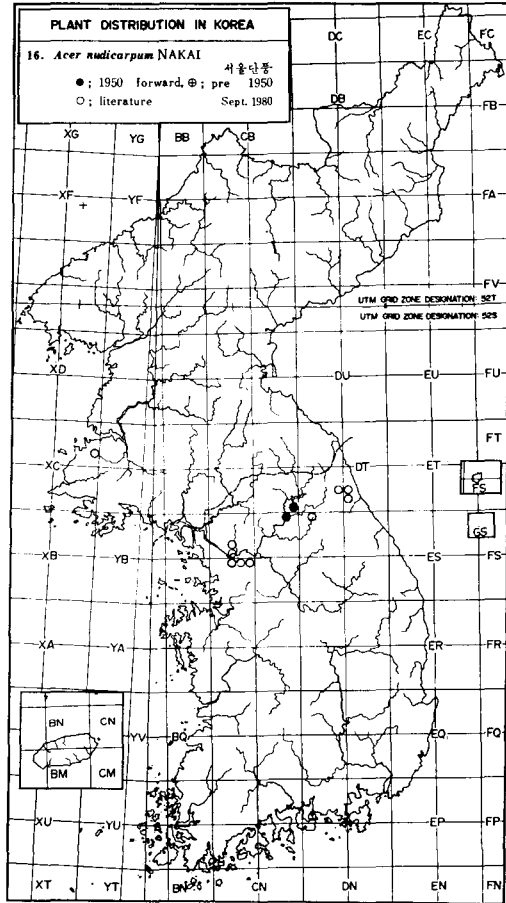 PLANT DISTRIBUTION IN KOREA
16. Acer nudicarpum NAKAI
서울단풍
● ; 1950 forward, ⊕ ; pre 1950
○ ; literature Sept. 1980
DC EC FC
DB FB
XG YG BB CB
XF YF FA
FV
UTM GRID ZONE DESIGNATION: 52T
UTM GRID ZONE DESIGNATION: 52S
XD DU EU FU
FT
XC DT ET
FS
GS
XB YB ES FS
XA YA ER FR
BN CN
YV BQ EQ FQ
BM CM
XU YU EP FP
XT YT BN CN DN EN FN